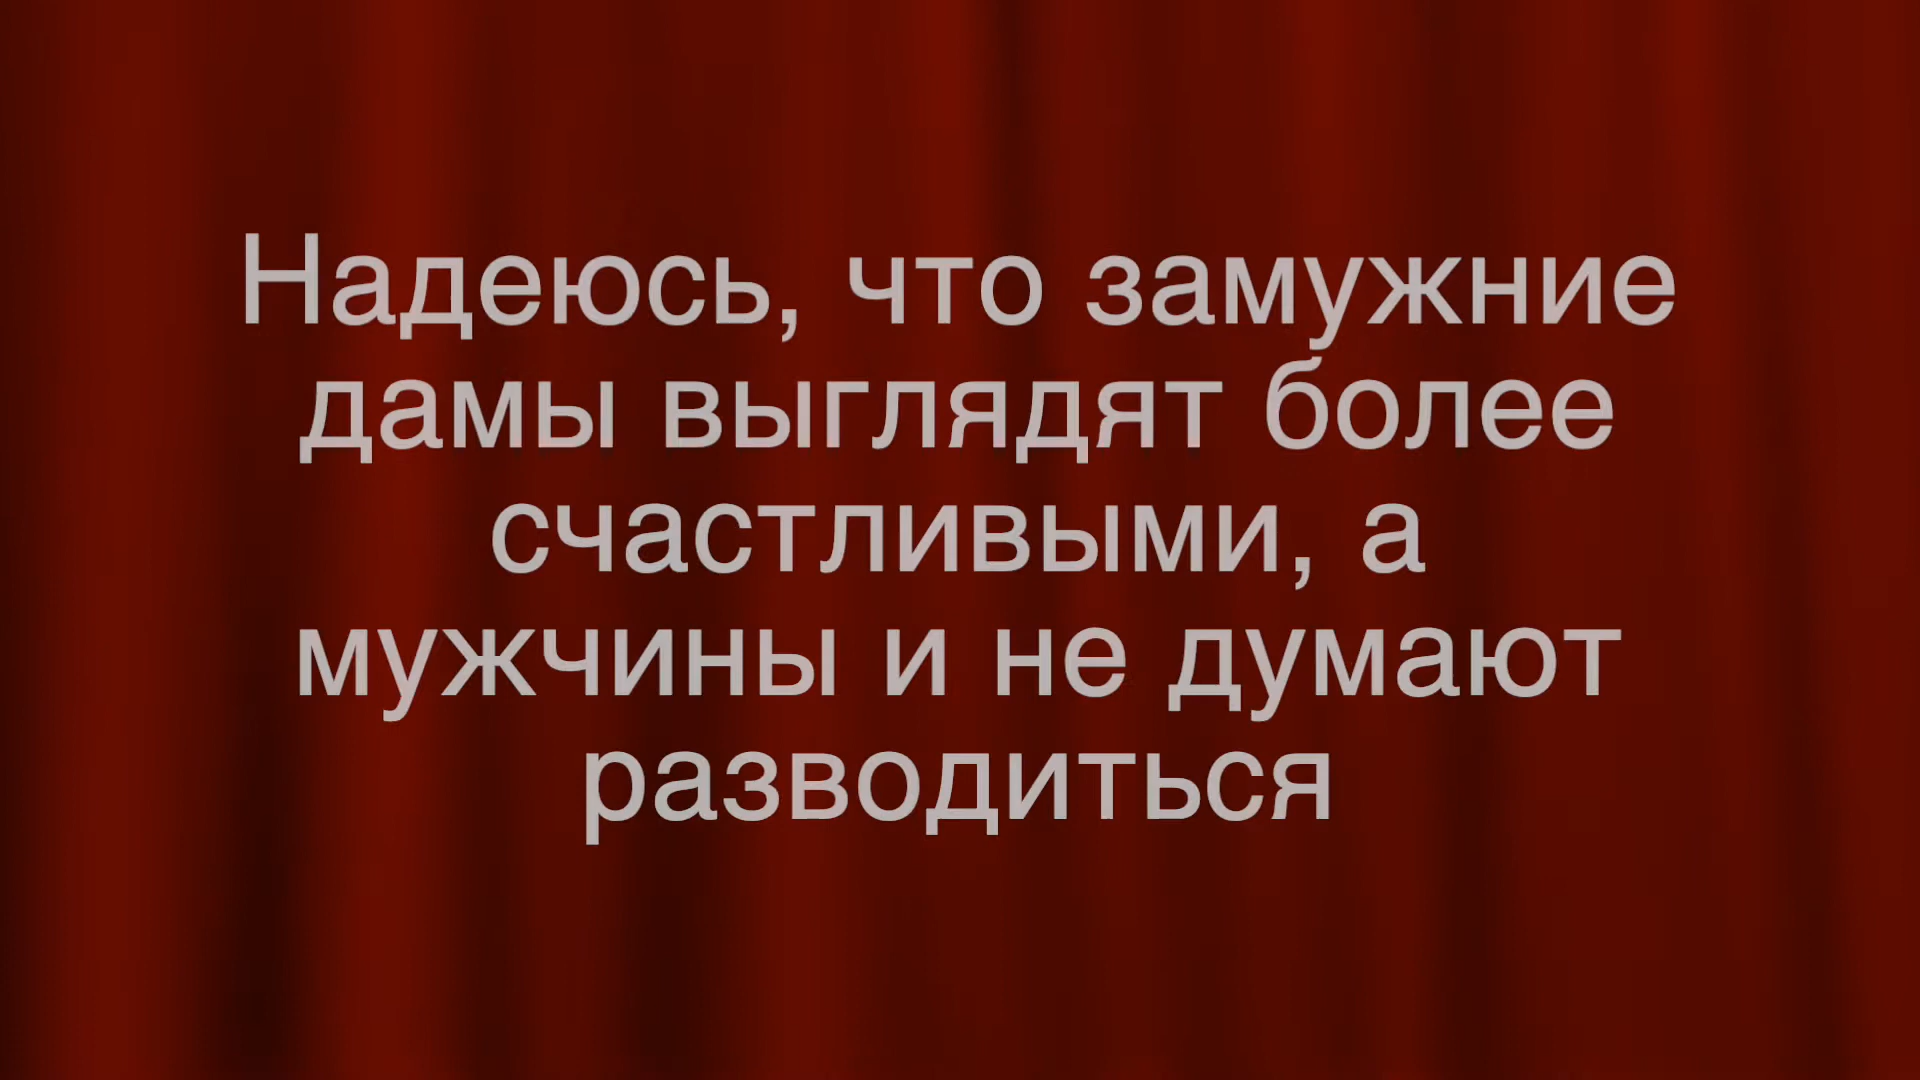 Надеюсь, что замужние
дамы выглядят более
счастливыми, а
мужчины и не думают
разводиться